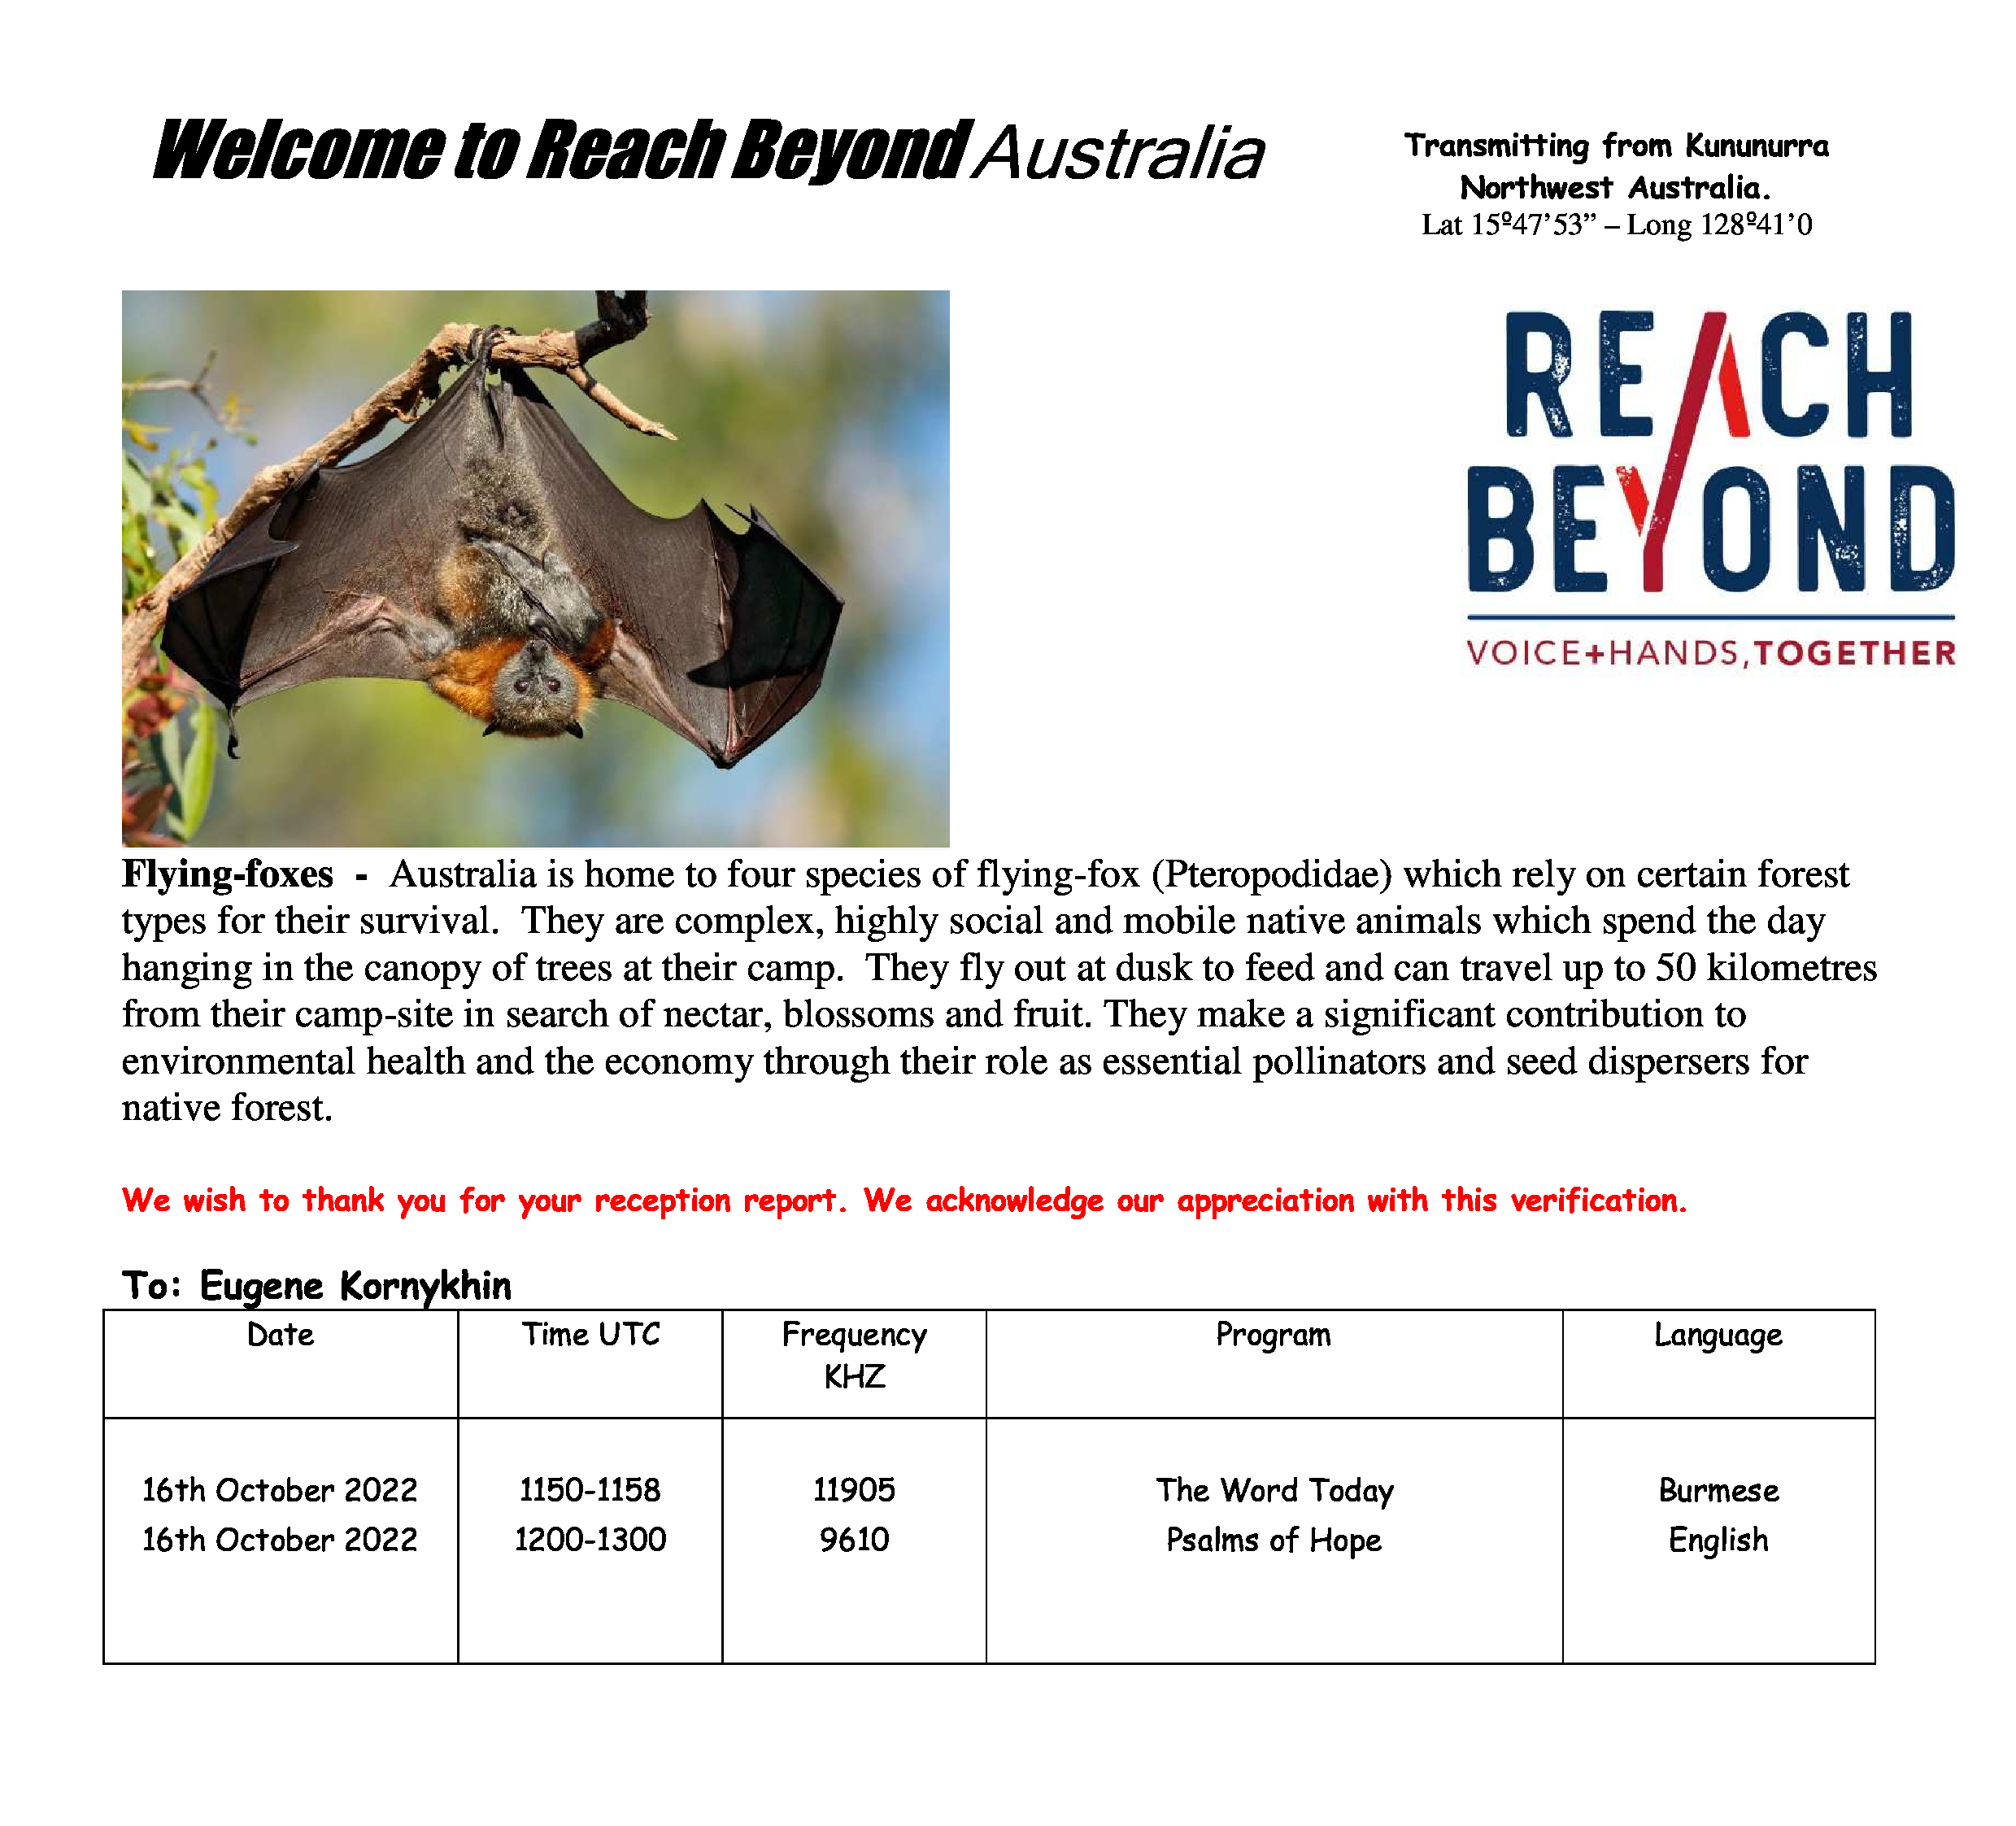 Welcome to Reach Beyond Australia
Transmitting from Kununurra
Northwest Australia.
Lat 15º47’53” – Long 128º41’0
REACH
BEYOND
VOICE+HANDS,TOGETHER
Flying-foxes - Australia is home to four species of flying-fox (Pteropodidae) which rely on certain forest
types for their survival. They are complex, highly social and mobile native animals which spend the day
hanging in the canopy of trees at their camp. They fly out at dusk to feed and can travel up to 50 kilometres
from their camp-site in search of nectar, blossoms and fruit. They make a significant contribution to
environmental health and the economy through their role as essential pollinators and seed dispersers for
native forest.
We wish to thank you for your reception report. We acknowledge our appreciation with this verification.
To: Eugene Kornykhin
Date Time UTC Frequency Program Language
KHZ
16th October 2022 1150-1158 11905 The Word Today Burmese
16th October 2022 1200-1300 9610 Psalms of Hope English